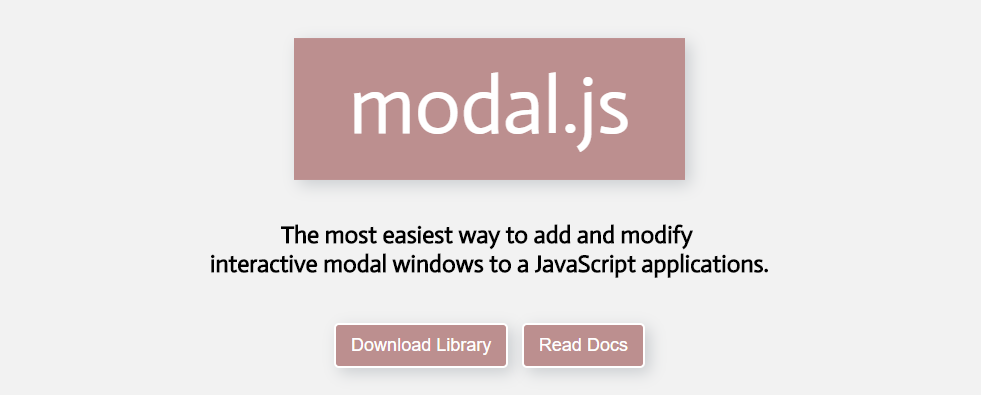 modal.js
The most easiest way to add and modify
interactive modal windows to a JavaScript applications.
Download Library
Read Docs